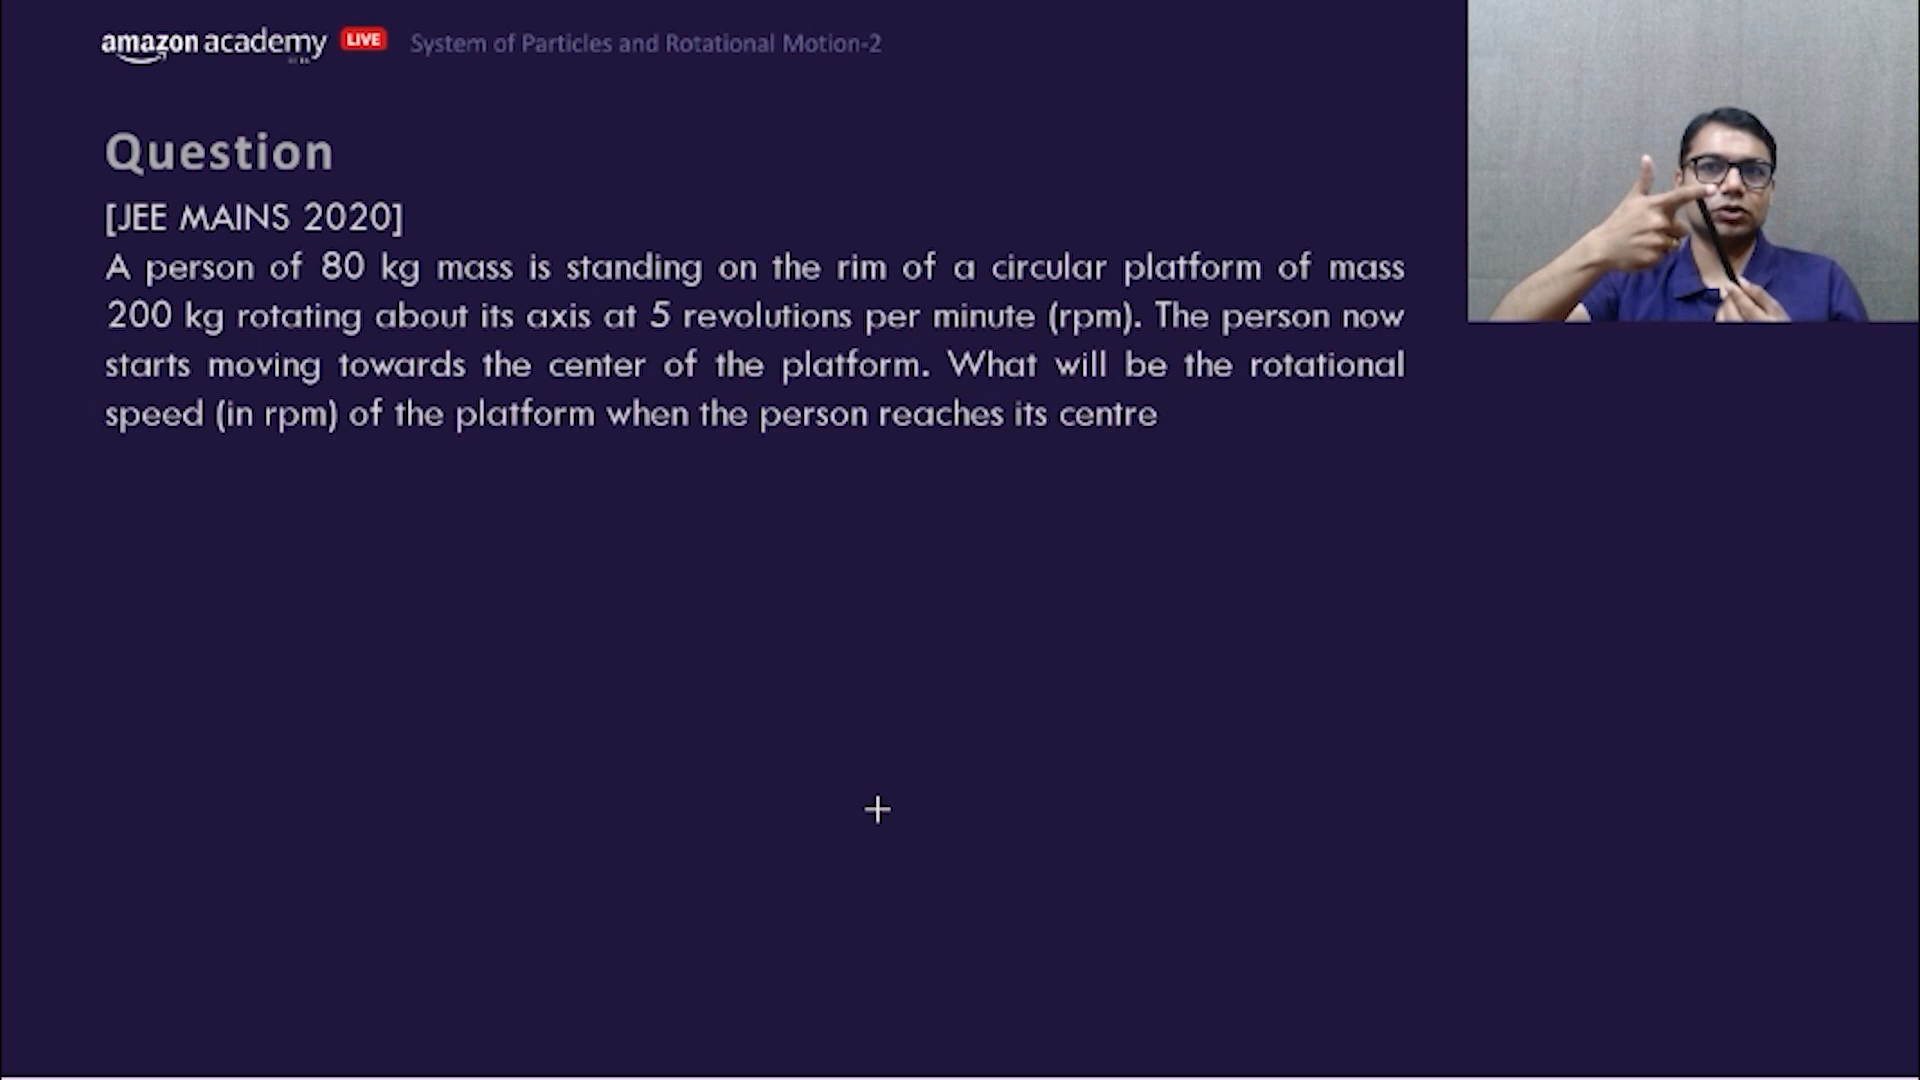 amazon academy LIVE System of Particles and Rotational Motion-2
Question
[JEE MAINS 2020]
A person of 80 kg mass is standing on the rim of a circular platform of mass
200 kg rotating about its axis at 5 revolutions per minute (rpm). The person now
starts moving towards the center of the platform. What will be the rotational
speed (in rpm) of the platform when the person reaches its centre